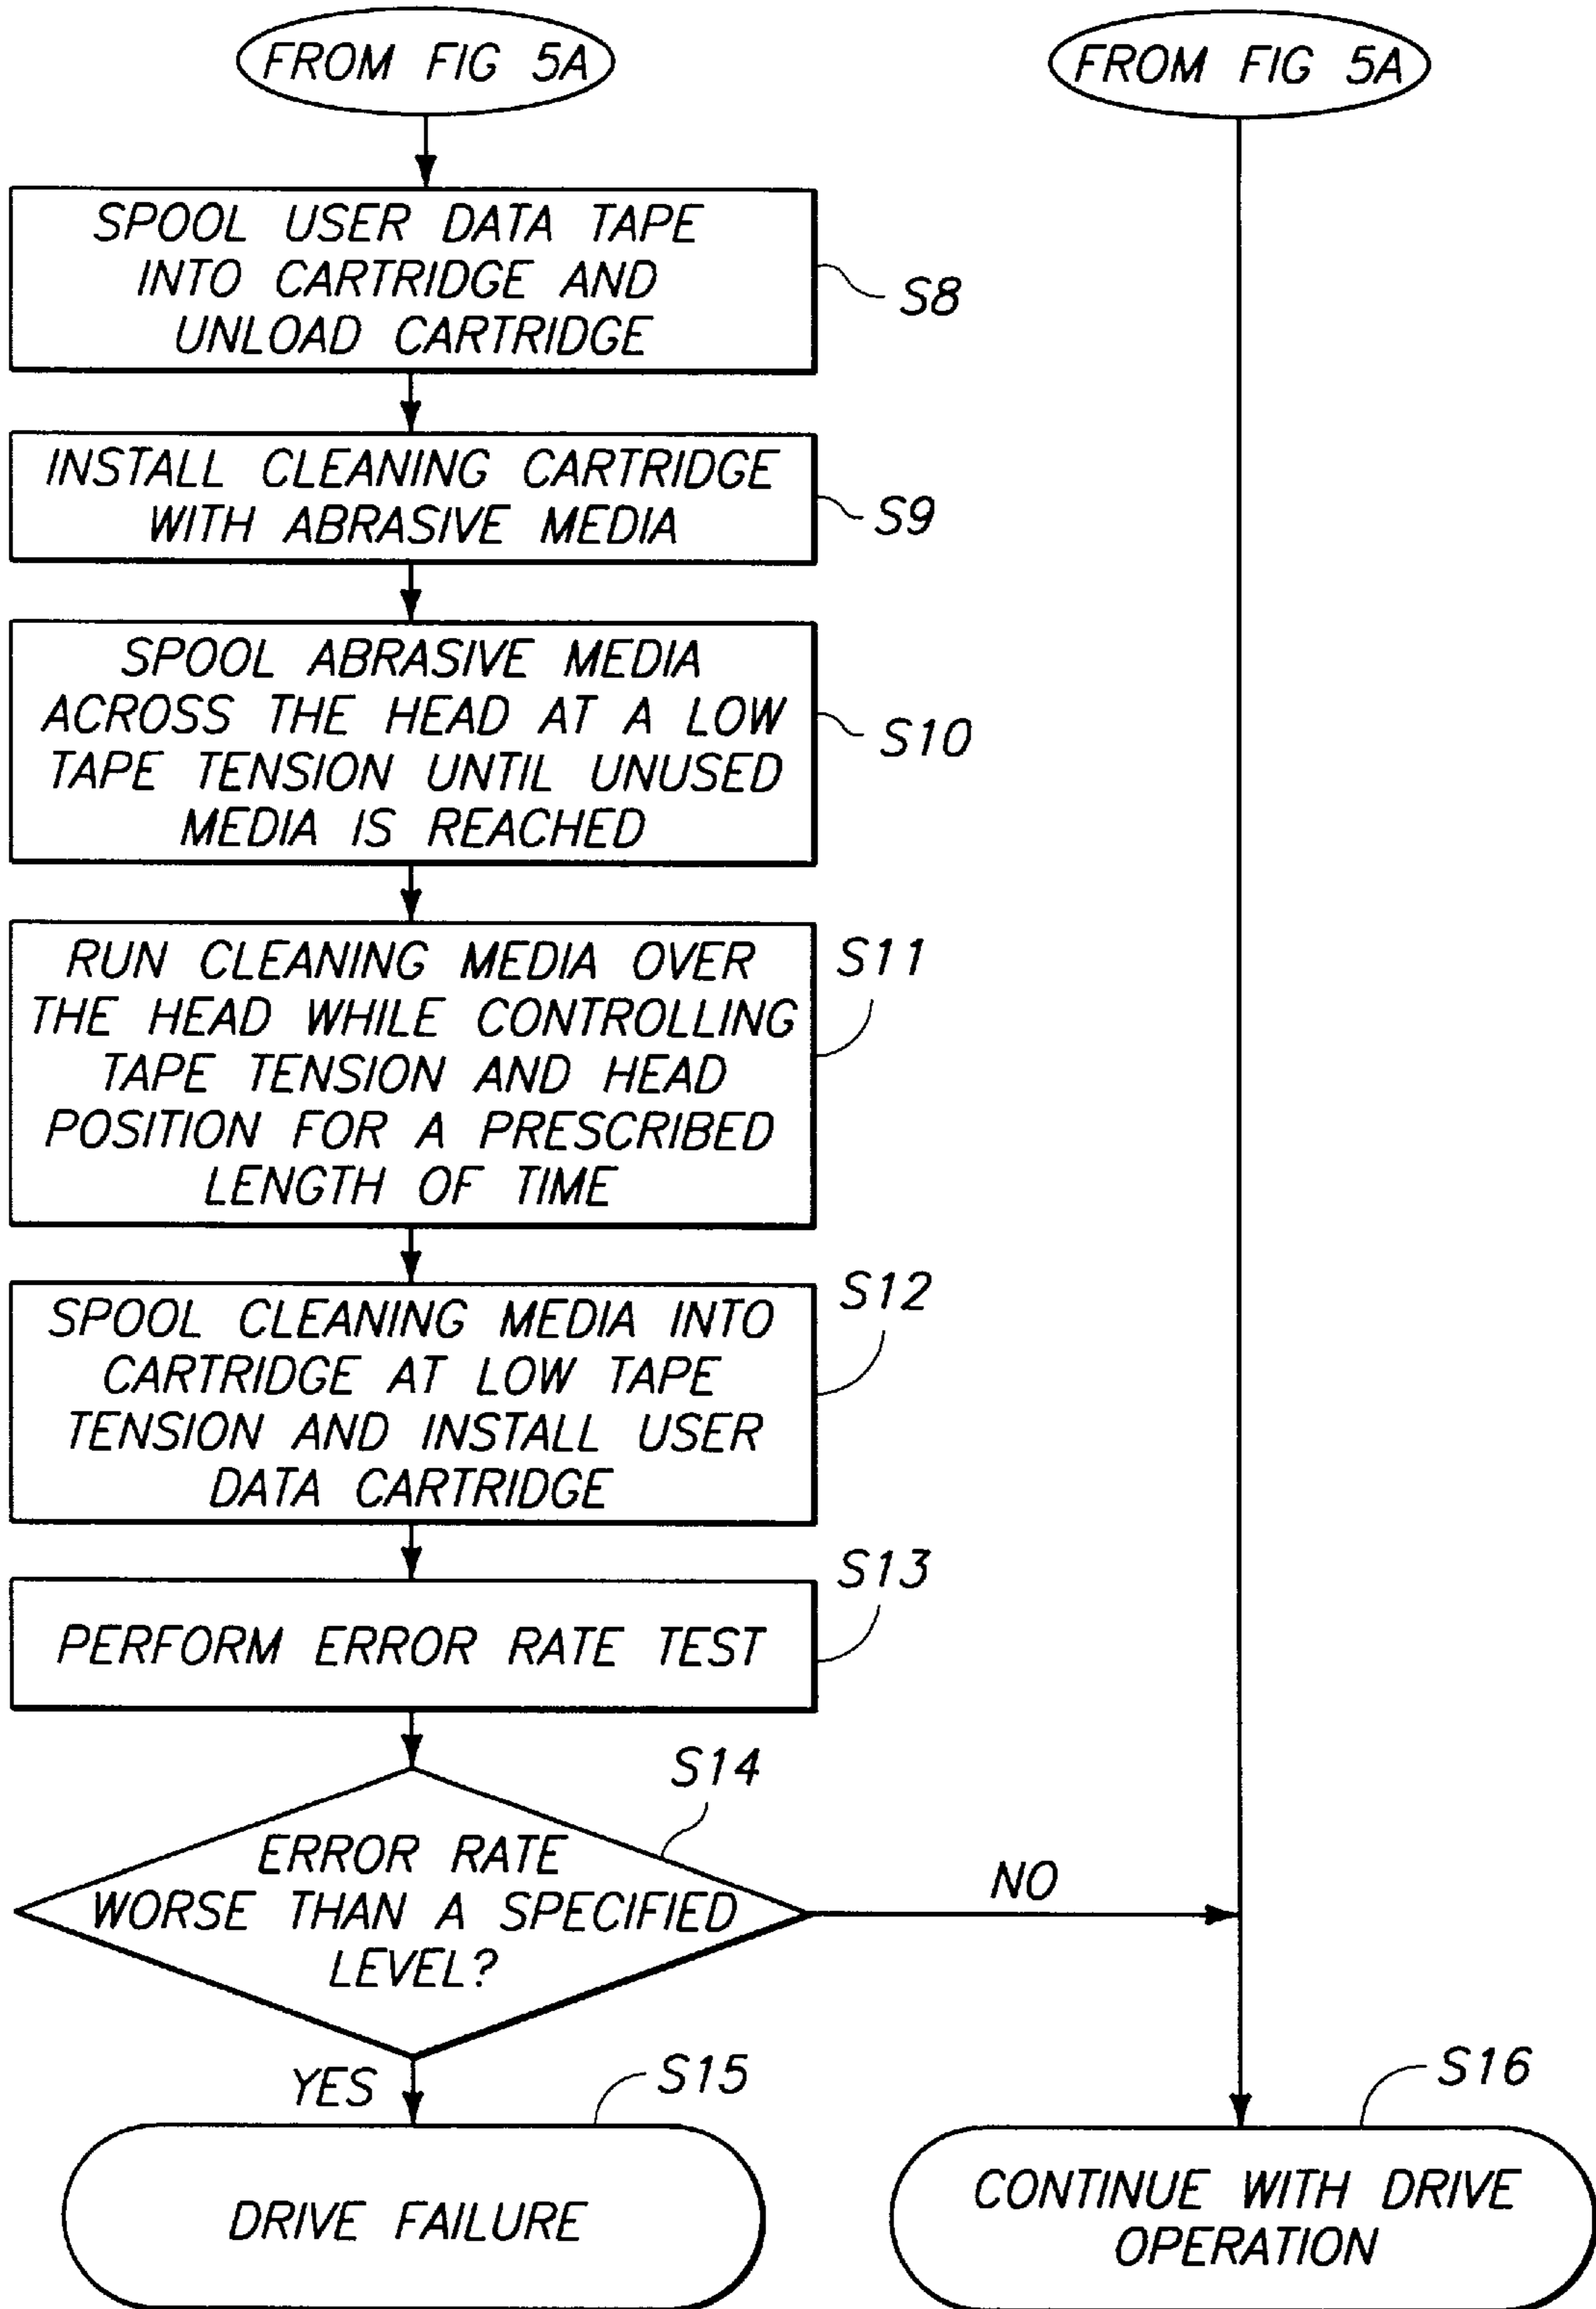 FROM FIG 5A
FROM FIG 5A
SPOOL USER DATA TAPE
INTO CARTRIDGE AND
UNLOAD CARTRIDGE
S8
INSTALL CLEANING CARTRIDGE
WITH ABRASIVE MEDIA
S9
SPOOL ABRASIVE MEDIA
ACROSS THE HEAD AT A LOW
TAPE TENSION UNTIL UNUSED
MEDIA IS REACHED
S10
RUN CLEANING MEDIA OVER
THE HEAD WHILE CONTROLLING
TAPE TENSION AND HEAD
POSITION FOR A PRESCRIBED
LENGTH OF TIME
S11
SPOOL CLEANING MEDIA INTO
CARTRIDGE AT LOW TAPE
TENSION AND INSTALL USER
DATA CARTRIDGE
S12
PERFORM ERROR RATE TEST
S13
ERROR RATE
WORSE THAN A SPECIFIED
LEVEL?
S14
NO
YES
DRIVE FAILURE
S15
CONTINUE WITH DRIVE
OPERATION
S16